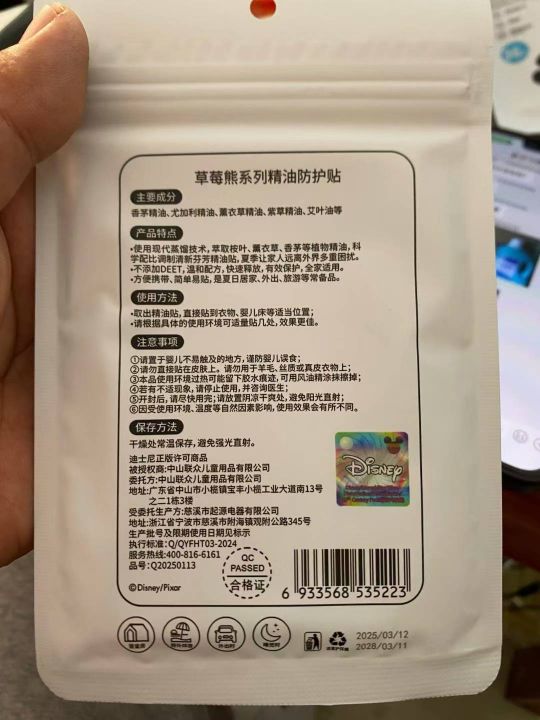 草莓熊系列精油防护贴
主要成分
香茅精油、尤加利精油、薰衣草精油、紫草精油、艾叶油等
产品特点
•使用现代蒸馏技术，萃取桉叶、薰衣草、香茅等植物精油，科
学配比调制清新芬芳精油贴，夏季让家人远离外界多重困扰。
•不添加DEET，温和配方，快速释放，有效保护，全家适用。
•方便携带、简单易贴，是夏日居家、外出、旅游等常备品。
使用方法
•取出精油贴，直接贴到衣物、婴儿床等适当位置；
•请根据具体的使用环境可适量贴几处，效果更佳。
注意事项
①请置于婴儿不易触及的地方，谨防婴儿误食；
②请勿直接贴在皮肤上。请勿用于羊毛、丝质或真皮衣物上；
③本品使用环境过热可能留下胶水痕迹，可用风油精涂抹擦掉；
④若有不适现象，请停止使用，并咨询医生；
⑤开封后，请尽快用完；请放置阴凉干爽处，避免阳光直射；
⑥因受使用环境、温度等自然因素影响，使用效果会有所不同。
保存方法
干燥处常温保存，避免强光直射。
迪士尼正版许可商品
被授权商：中山联众儿童用品有限公司
委托方：中山联众儿童用品有限公司
地址：广东省中山市小榄镇宝丰小榄工业大道南13号
之二1栋3楼
受委托生产方：慈溪市起源电器有限公司
地址：浙江省宁波市慈溪市附海镇观附公路345号
生产批号及限期使用日期见标示
执行标准：Q/QYFHT03-2024
服务热线：400-816-6161
品号：Q20250113
©Disney/Pixar
Disney
QC
PASSED
合格证
6 933568 535223
外出时
睡觉时
2025/03/12
2028/03/11